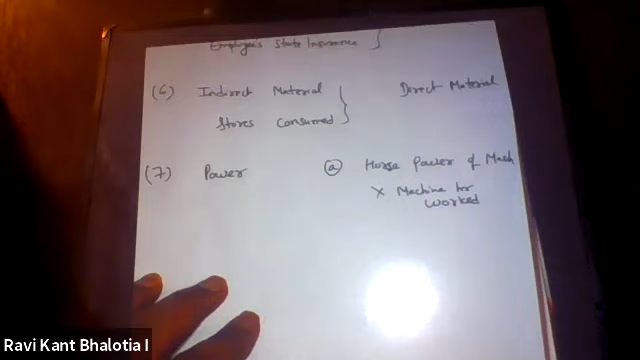 Employee's State Insurance }
(6) Indirect Material } Direct Material
Stores Consumed
(7) Power (a) Horse Power of Mach
X Machine hr
worked
Ravi Kant Bhalotia I